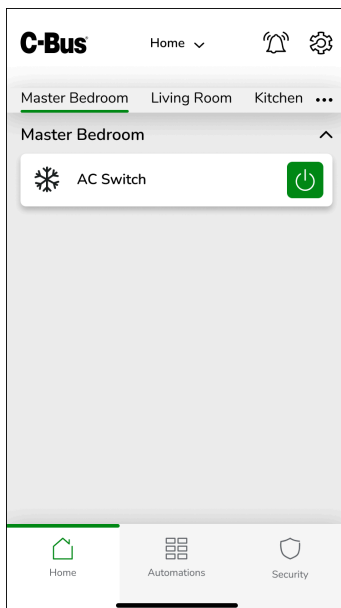 C-Bus
Home
Master Bedroom Living Room Kitchen
Master Bedroom
AC Switch
Home Automations Security